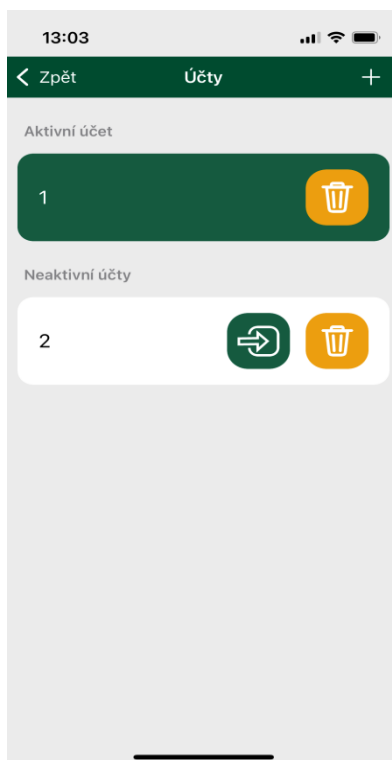 13:03
Zpět Účty +
Aktivní účet
1
Neaktivní účty
2